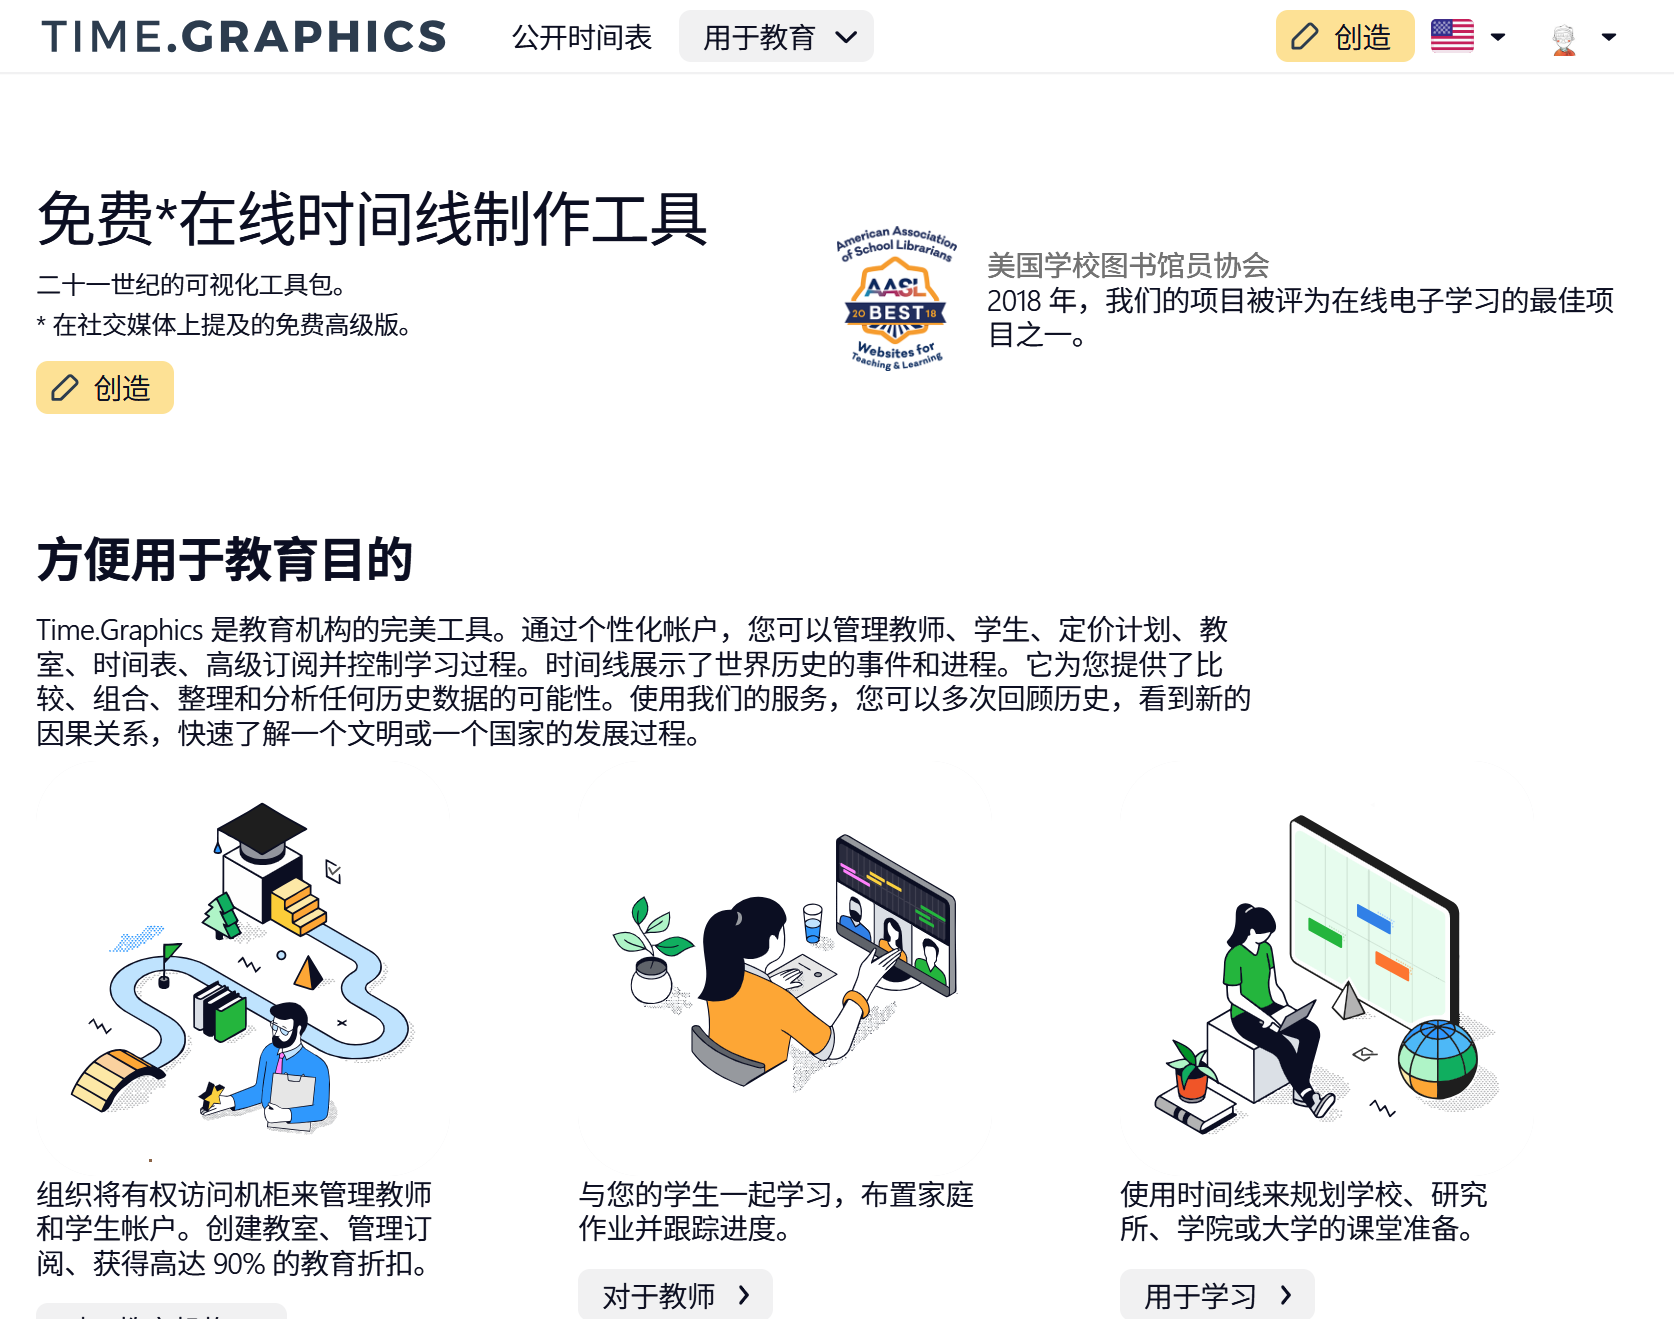 TIME.GRAPHICS
公开时间表
用于教育
创造
免费*在线时间线制作工具
二十一世纪的可视化工具包。
* 在社交媒体上提及的免费高级版。
创造
American Association
of School Librarians
AASL
20 BEST 18
Websites for
Teaching & Learning
美国学校图书馆员协会
2018 年，我们的项目被评为在线电子学习的最佳项
目之一。
方便用于教育目的
Time.Graphics 是教育机构的完美工具。通过个性化帐户，您可以管理教师、学生、定价计划、教
室、时间表、高级订阅并控制学习过程。时间线展示了世界历史的事件和进程。它为您提供了比
较、组合、整理和分析任何历史数据的可能性。使用我们的服务，您可以多次回顾历史，看到新的
因果关系，快速了解一个文明或一个国家的发展过程。
组织将有权访问机柜来管理教师
和学生帐户。创建教室、管理订
阅、获得高达 90% 的教育折扣。
与您的学生一起学习，布置家庭
作业并跟踪进度。
对于教师
使用时间线来规划学校、研究
所、学院或大学的课堂准备。
用于学习